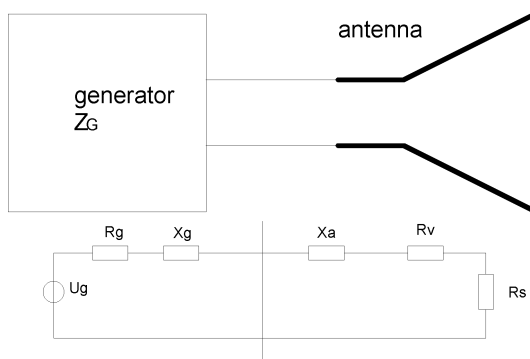 antenna
generator
ZG
Rg
Xg
Xa
Rv
Ug
Rs